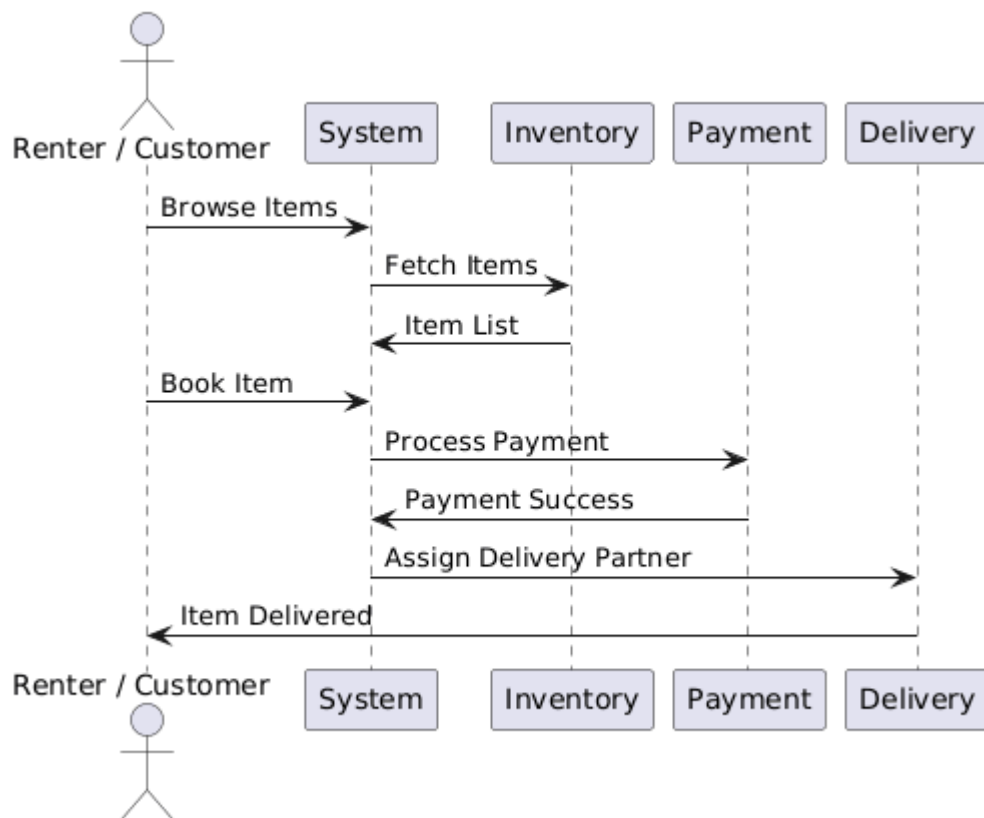 Renter / Customer
System
Inventory
Payment
Delivery
Browse Items
Fetch Items
Item List
Book Item
Process Payment
Payment Success
Assign Delivery Partner
Item Delivered
Renter / Customer
System
Inventory
Payment
Delivery